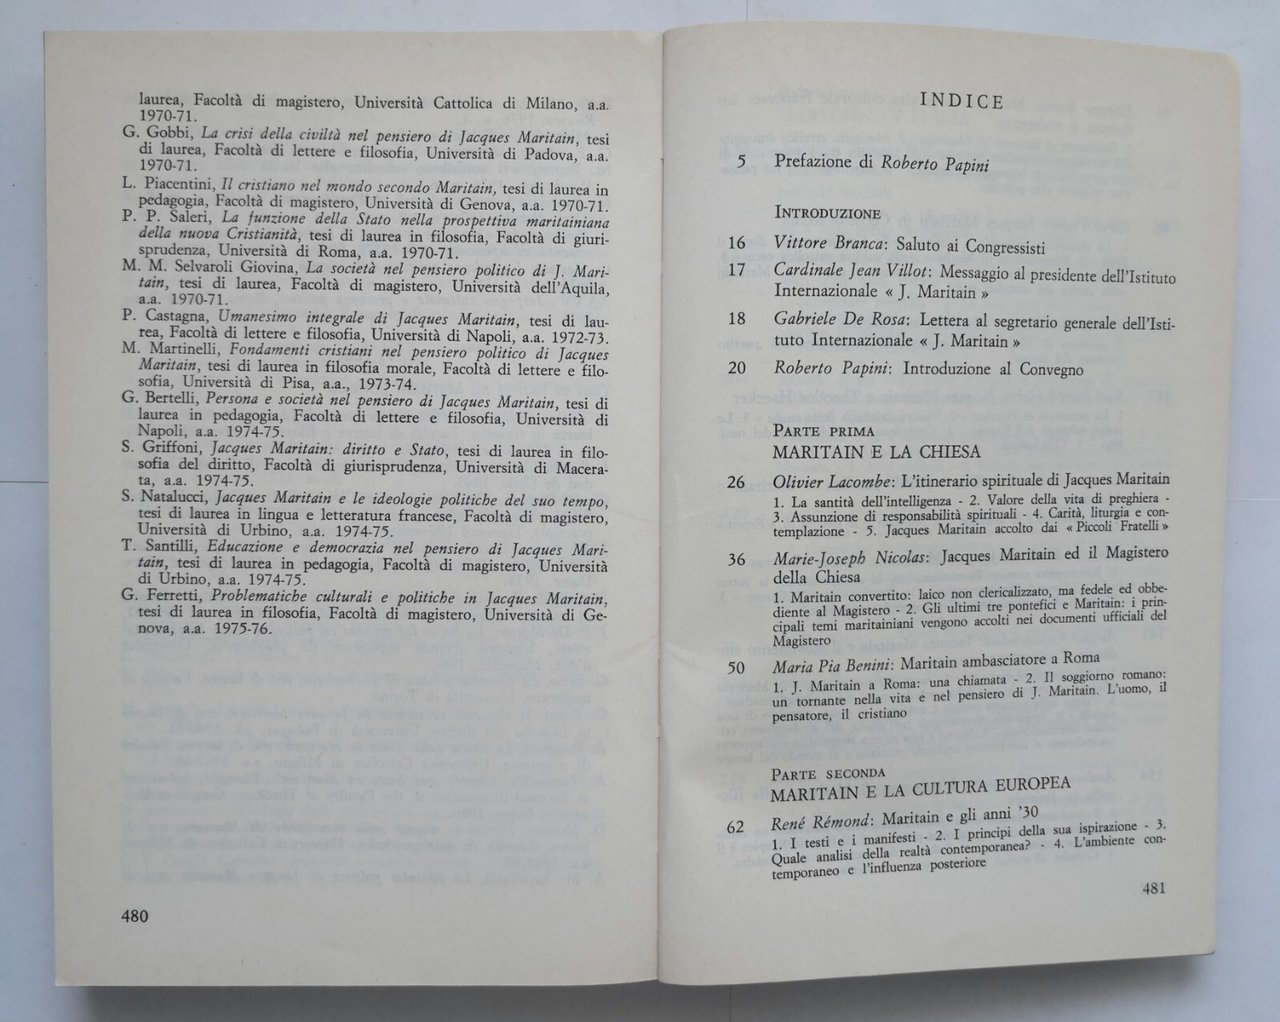 laurea, Facoltà di magistero, Università Cattolica di Milano, a.a.
1970-71.
G. Gobbi, La crisi della civiltà nel pensiero di Jacques Maritain, tesi
di laurea, Facoltà di lettere e filosofia, Università di Padova, a.a.
1970-71.
L. Piacentini, Il cristiano nel mondo secondo Maritain, tesi di laurea in
pedagogia, Facoltà di magistero, Università di Genova, a.a. 1970-71.
P. P. Saleri, La funzione della Stato nella prospettiva maritainiana
della nuova Cristianità, tesi di laurea in filosofia, Facoltà di giuri-
sprudenza, Università di Roma, a.a. 1970-71.
M. M. Selvaroli Giovina, La società nel pensiero politico di J. Mari-
tain, tesi di laurea, Facoltà di magistero, Università dell'Aquila,
a.a. 1970-71.
P. Castagna, Umanesimo integrale di Jacques Maritain, tesi di lau-
rea, Facoltà di lettere e filosofia, Università di Napoli, a.a. 1972-73.
M. Martinelli, Fondamenti cristiani nel pensiero politico di Jacques
Maritain, tesi di laurea in filosofia morale, Facoltà di lettere e filo-
sofia, Università di Pisa, a.a., 1973-74.
G. Bertelli, Persona e società nel pensiero di Jacques Maritain, tesi di
laurea in pedagogia, Facoltà di lettere e filosofia, Università di
Napoli, a.a. 1974-75.
S. Griffoni, Jacques Maritain: diritto e Stato, tesi di laurea in filo-
sofia del diritto, Facoltà di giurisprudenza, Università di Macera-
ta, a.a. 1974-75.
S. Natalucci, Jacques Maritain e le ideologie politiche del suo tempo,
tesi di laurea in lingua e letteratura francese, Facoltà di magistero,
Università di Urbino, a.a. 1974-75.
T. Santilli, Educazione e democrazia nel pensiero di Jacques Mari-
tain, tesi di laurea in pedagogia, Facoltà di magistero, Università
di Urbino, a.a. 1974-75.
G. Ferretti, Problematiche culturali e politiche in Jacques Maritain,
tesi di laurea in filosofia, Facoltà di magistero, Università di Ge-
nova, a.a. 1975-76.
480
INDICE
5 Prefazione di Roberto Papini
INTRODUZIONE
16 Vittore Branca: Saluto ai Congressisti
17 Cardinale Jean Villot: Messaggio al presidente dell'Istituto
Internazionale « J. Maritain »
18 Gabriele De Rosa: Lettera al segretario generale dell'Isti-
tuto Internazionale « J. Maritain »
20 Roberto Papini: Introduzione al Convegno
PARTE PRIMA
MARITAIN E LA CHIESA
26 Olivier Lacombe: L'itinerario spirituale di Jacques Maritain
1. La santità dell'intelligenza - 2. Valore della vita di preghiera -
3. Assunzione di responsabilità spirituali - 4. Carità, liturgia e con-
templazione - 5. Jacques Maritain accolto dai « Piccoli Fratelli »
36 Marie-Joseph Nicolas: Jacques Maritain ed il Magistero
della Chiesa
1. Maritain convertito: laico non clericalizzato, ma fedele ed obbe-
diente al Magistero - 2. Gli ultimi tre pontefici e Maritain: i prin-
cipali temi maritainiani vengono accolti nei documenti ufficiali del
Magistero
50 Maria Pia Benini: Maritain ambasciatore a Roma
1. J. Maritain a Roma: una chiamata - 2. Il soggiorno romano:
un tornante nella vita e nel pensiero di J. Maritain. L'uomo, il
pensatore, il cristiano
PARTE SECONDA
MARITAIN E LA CULTURA EUROPEA
62 René Rémond: Maritain e gli anni '30
1. I testi e i manifesti - 2. I principi della sua ispirazione - 3.
Quale analisi della realtà contemporanea? - 4. L'ambiente con-
temporaneo e l'influenza posteriore
481